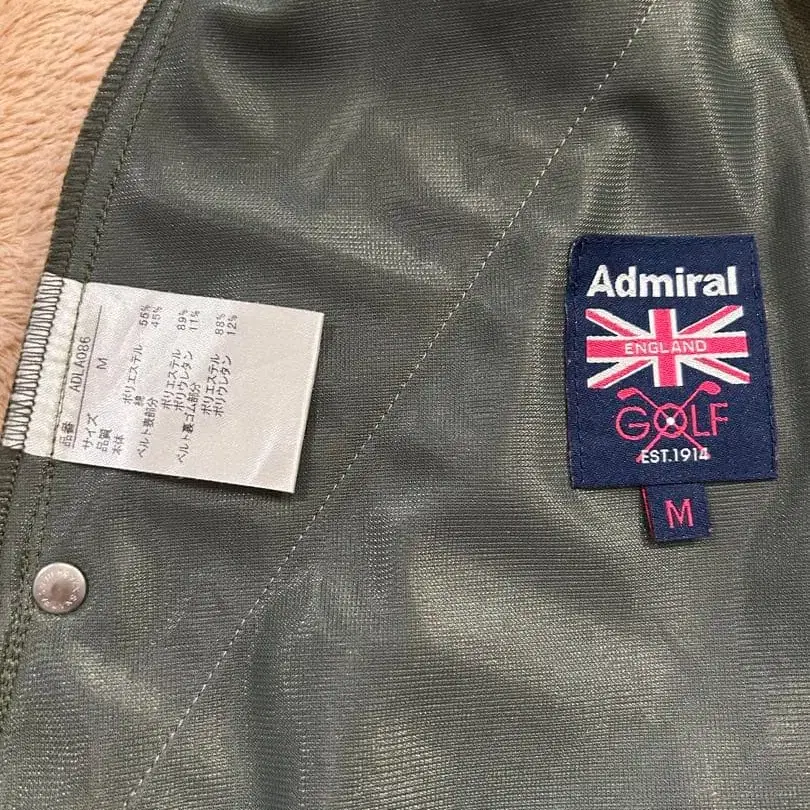 品番 ADLA086
サイズ M
品質
本体 ポリエステル 55%
綿 45%
ベルト表部分
ポリエステル 89%
ポリウレタン 11%
ベルト裏ゴム部分
ポリエステル 88%
ポリウレタン 12%
Admiral
ENGLAND
GOLF
EST.1914
M